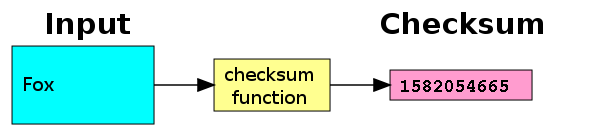 Input
Checksum
Fox
checksum
function
1582054665